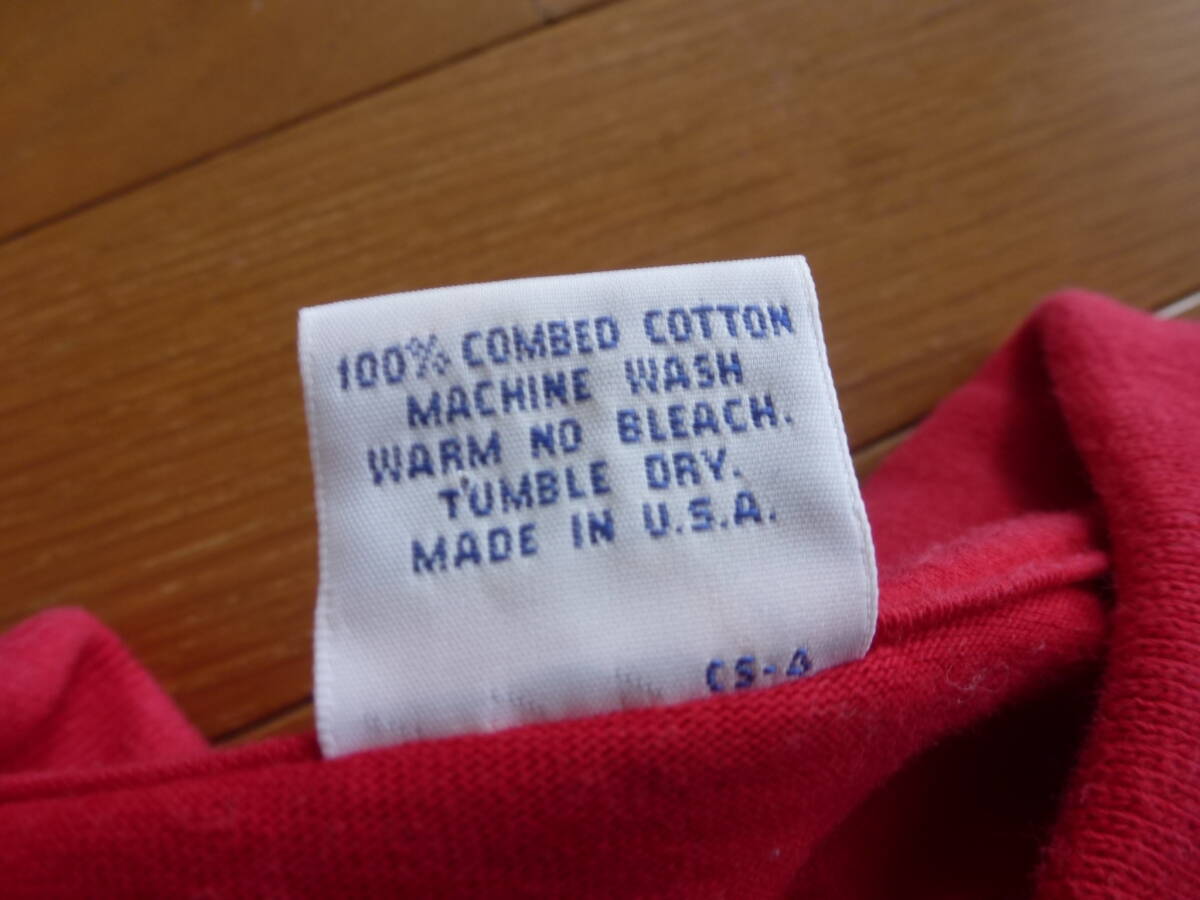 100% COMBED COTTON
MACHINE WASH
WARM NO BLEACH.
TUMBLE DRY.
MADE IN U.S.A.
CS-4